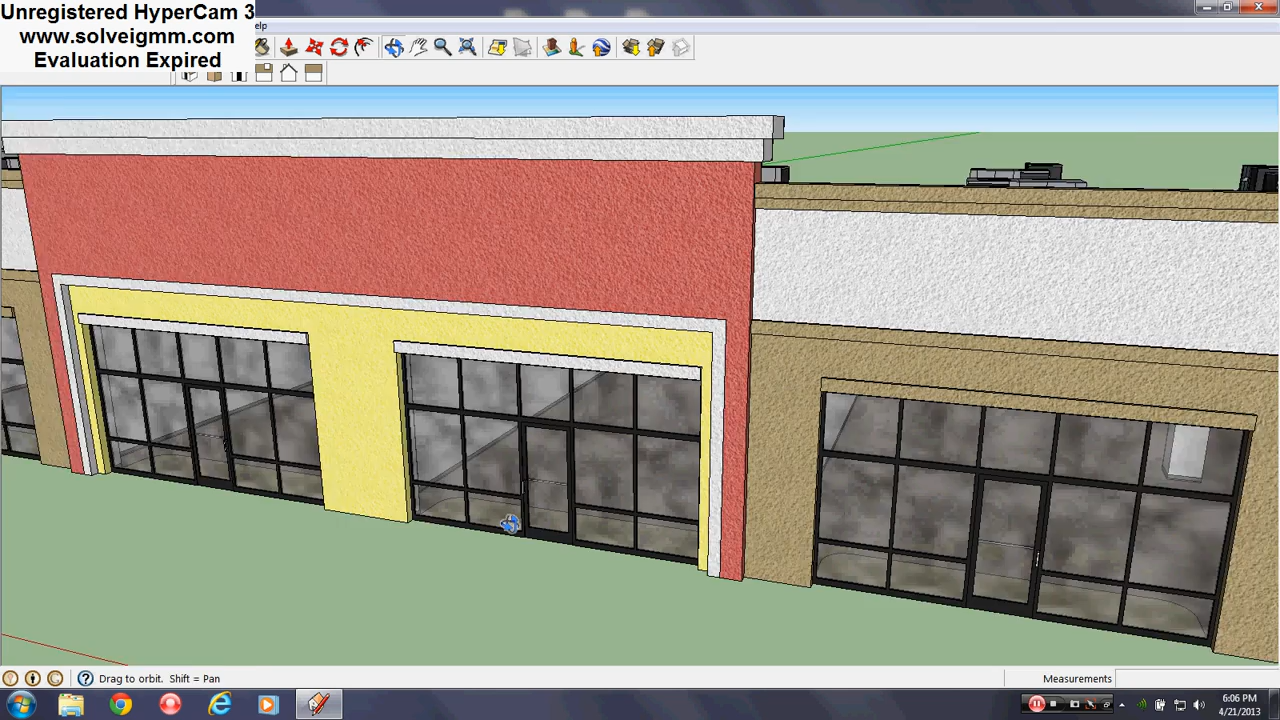 Unregistered HyperCam 3
www.solveigmm.com
Evaluation Expired
elp
Drag to orbit. Shift = Pan
Measurements
6:06 PM
4/21/2013